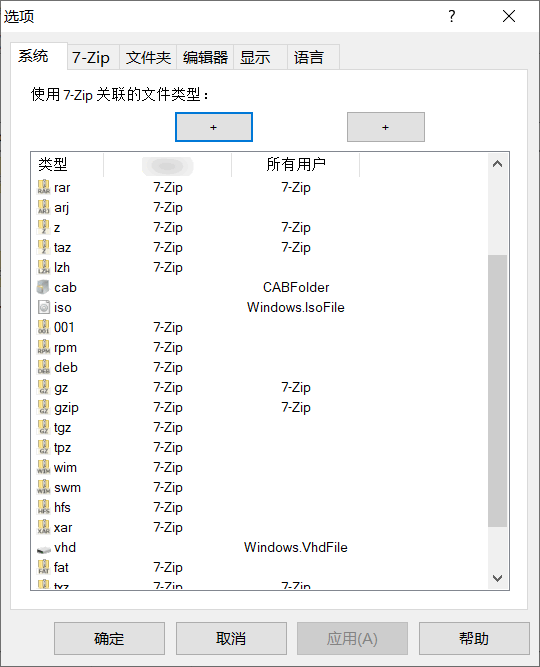 选项 ?
系统 7-Zip 文件夹 编辑器 显示 语言
使用 7-Zip 关联的文件类型：
+ +
类型 所有用户
rar 7-Zip 7-Zip
arj 7-Zip
z 7-Zip 7-Zip
taz 7-Zip 7-Zip
lzh 7-Zip
cab CABFolder
iso Windows.IsoFile
001 7-Zip
rpm 7-Zip
deb 7-Zip
gz 7-Zip 7-Zip
gzip 7-Zip 7-Zip
tgz 7-Zip
tpz 7-Zip
wim 7-Zip
swm 7-Zip
hfs 7-Zip
xar 7-Zip
vhd Windows.VhdFile
fat 7-Zip
txz 7-Zip 7-Zip
确定 取消 应用(A) 帮助